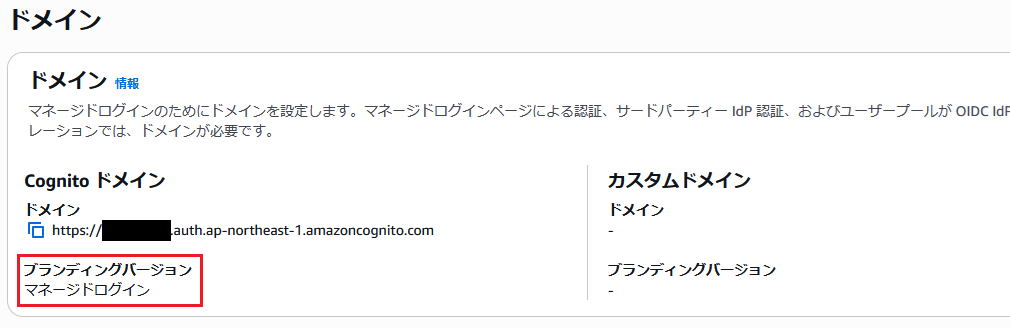 ドメイン
ドメイン 情報
マネージドログインのためにドメインを設定します。マネージドログインページによる認証、サードパーティー IdP 認証、およびユーザープールが OIDC IdP
レーションでは、ドメインが必要です。
Cognito ドメイン
ドメイン
https:// .auth.ap-northeast-1.amazoncognito.com
ブランディングバージョン
マネージドログイン
カスタムドメイン
ドメイン
-
ブランディングバージョン
-